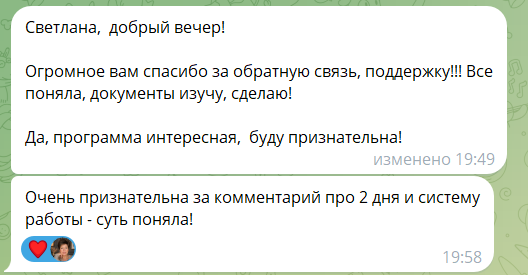 Светлана,  добрый вечер!
Огромное вам спасибо за обратную связь, поддержку!!! Все
поняла, документы изучу, сделаю!
Да, программа интересная,  буду признательна!
изменено 19:49
Очень признательна за комментарий про 2 дня и систему
работы - суть поняла!
19:58